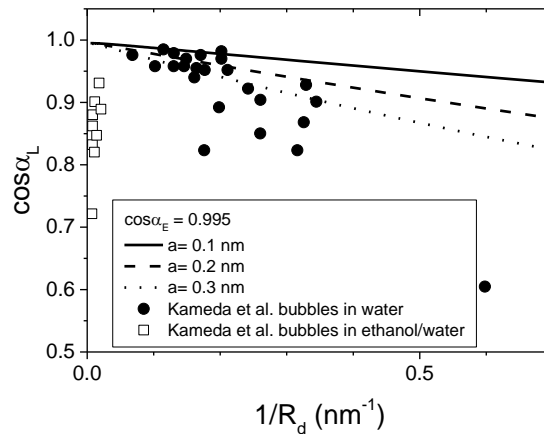 1.0
0.9
0.8
0.7
0.6
0.5
cosα_L
cosα_E = 0.995
a= 0.1 nm
a= 0.2 nm
a= 0.3 nm
Kameda et al. bubbles in water
Kameda et al. bubbles in ethanol/water
0.0
0.5
1/R_d (nm⁻¹)